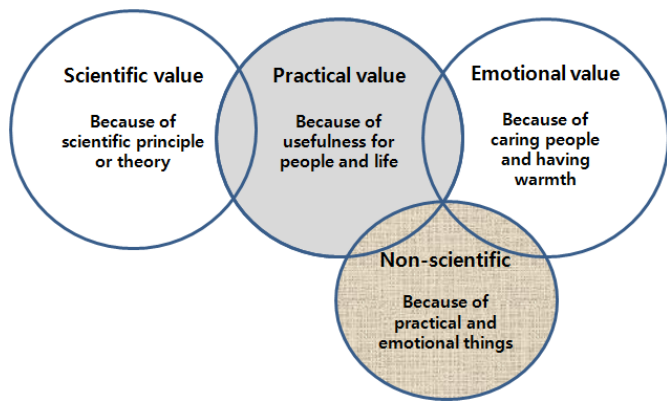 Scientific value
Because of
scientific principle
or theory
Practical value
Because of
usefulness for
people and life
Emotional value
Because of
caring people
and having
warmth
Non-scientific
Because of
practical and
emotional things